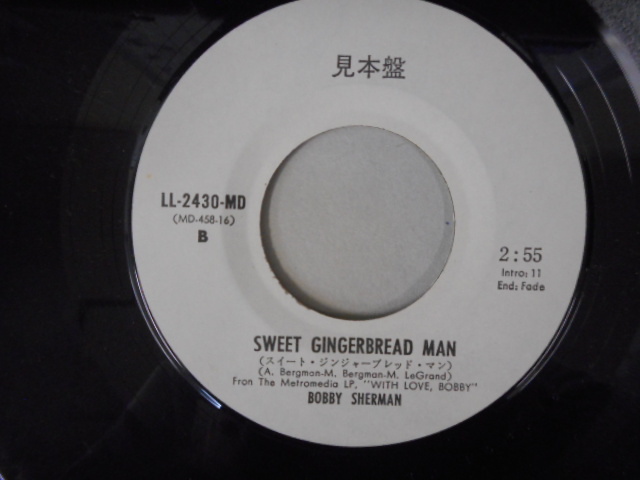 見本盤
LL-2430-MD
(MD-458-16)
B
2:55
Intro: 11
End: Fade
SWEET GINGERBREAD MAN
(スイート・ジンジャーブレッド・マン)
(A. Bergman-M. Bergman-M. LeGrand)
From The Metromedia LP. "WITH LOVE, BOBBY"
BOBBY SHERMAN